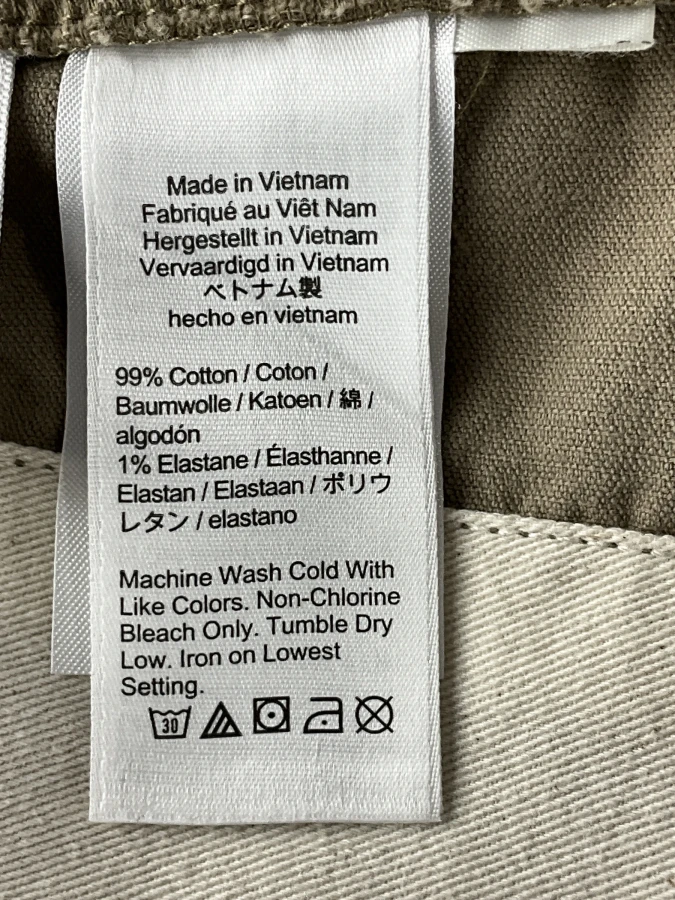 Made in Vietnam
Fabriqué au Viêt Nam
Hergestellt in Vietnam
Vervaardigd in Vietnam
ベトナム製
hecho en vietnam
99% Cotton / Coton /
Baumwolle / Katoen / 綿 /
algodón
1% Elastane / Élasthanne /
Elastan / Elastaan / ポリウ
レタン / elastano
Machine Wash Cold With
Like Colors. Non-Chlorine
Bleach Only. Tumble Dry
Low. Iron on Lowest
Setting.
30